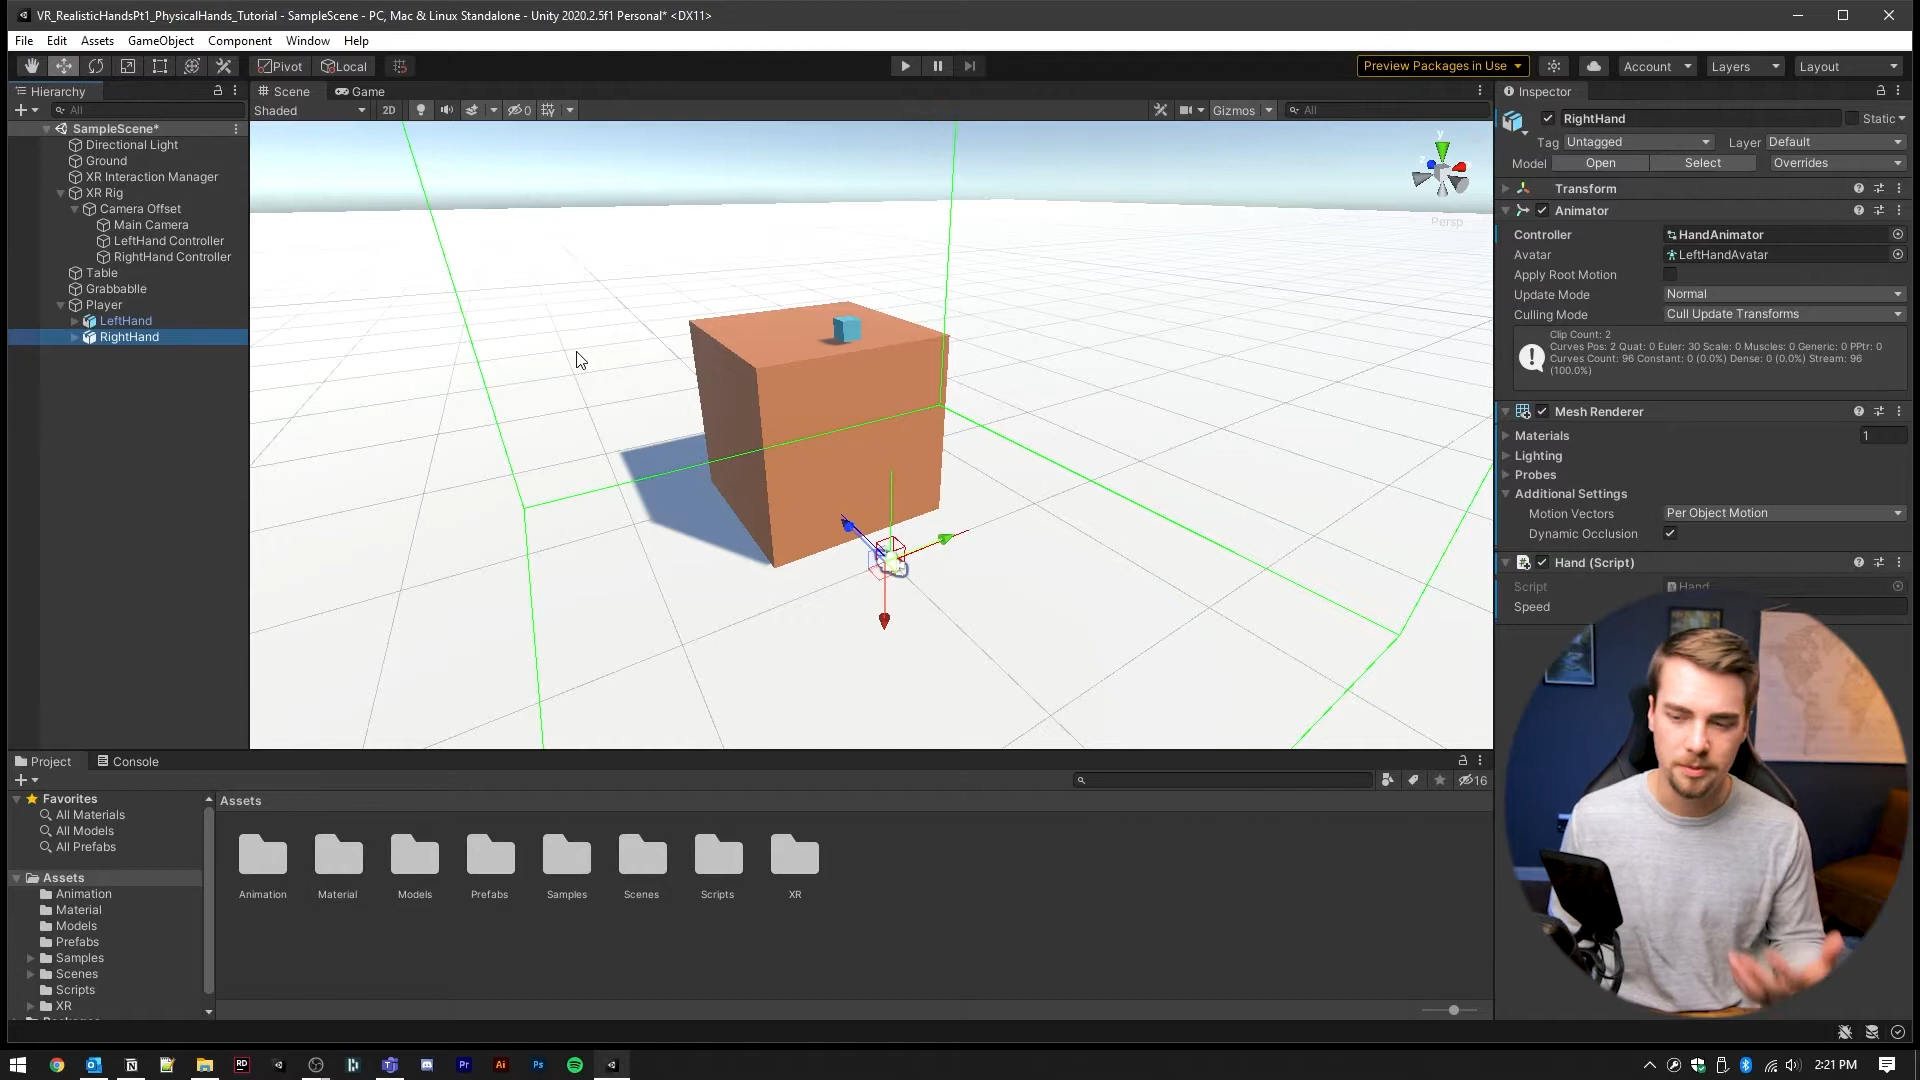 VR_RealisticHandsPt1_PhysicalHands_Tutorial - SampleScene - PC, Mac & Linux Standalone - Unity 2020.2.5f1 Personal* <DX11>
File Edit Assets GameObject Component Window Help
Pivot Local Preview Packages in Use Account Layers Layout
Hierarchy Scene Game Inspector
All Shaded 2D 0 Gizmos All
SampleScene*
Directional Light
Ground
XR Interaction Manager
XR Rig
Camera Offset
Main Camera
LeftHand Controller
RightHand Controller
Table
Grabbablle
Player
LeftHand
RightHand
y
Persp
RightHand Static
Tag Untagged Layer Default
Model Open Select Overrides
Transform
Animator
Controller HandAnimator
Avatar LeftHandAvatar
Apply Root Motion
Update Mode Normal
Culling Mode Cull Update Transforms
Clip Count: 2
Curves Pos: 2 Quat: 0 Euler: 30 Scale: 0 Muscles: 0 Generic: 0 PPtr: 0
Curves Count: 96 Constant: 0 (0.0%) Dense: 0 (0.0%) Stream: 96
(100.0%)
Mesh Renderer
Materials 1
Lighting
Probes
Additional Settings
Motion Vectors Per Object Motion
Dynamic Occlusion
Hand (Script)
Script Hand
Speed
Project Console
16
Favorites
All Materials
All Models
All Prefabs
Assets
Animation
Material
Models
Prefabs
Samples
Scenes
Scripts
XR
Assets
Animation Material Models Prefabs Samples Scenes Scripts XR
RD Pr Ai Ps
2:21 PM